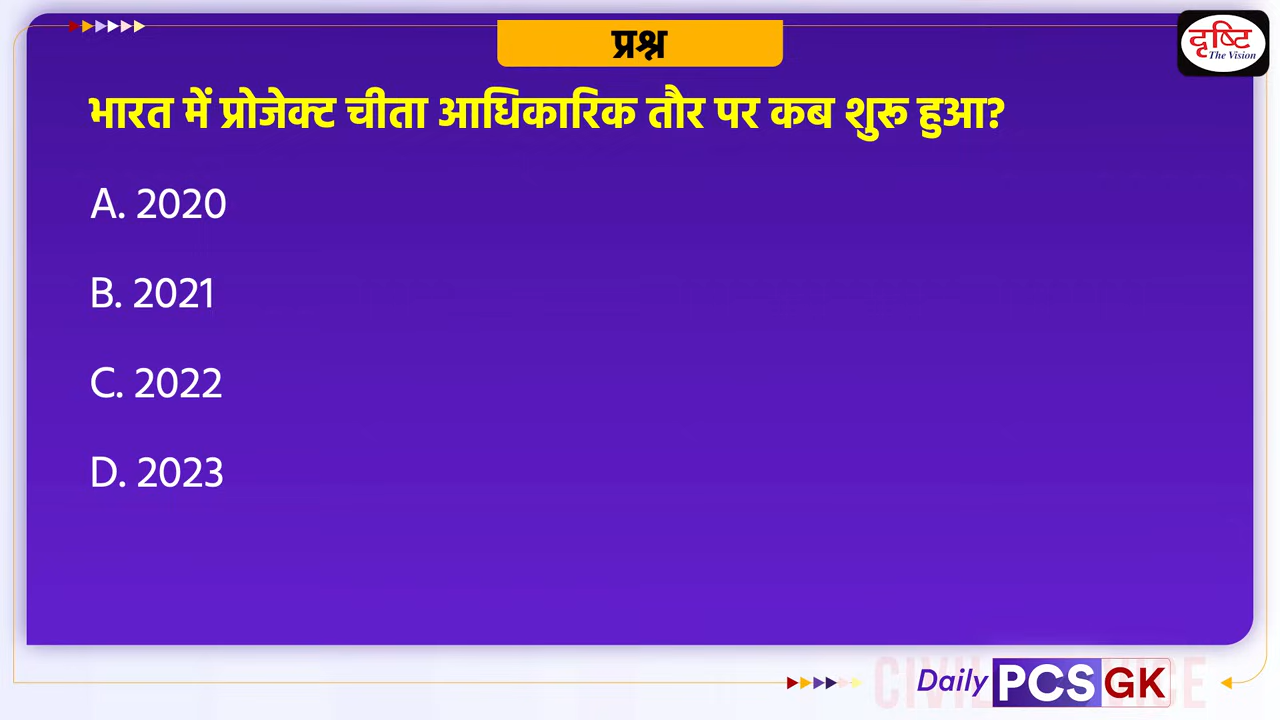 प्रश्न
दृष्टि
The Vision
भारत में प्रोजेक्ट चीता आधिकारिक तौर पर कब शुरू हुआ?
A. 2020
B. 2021
C. 2022
D. 2023
Daily PCS GK